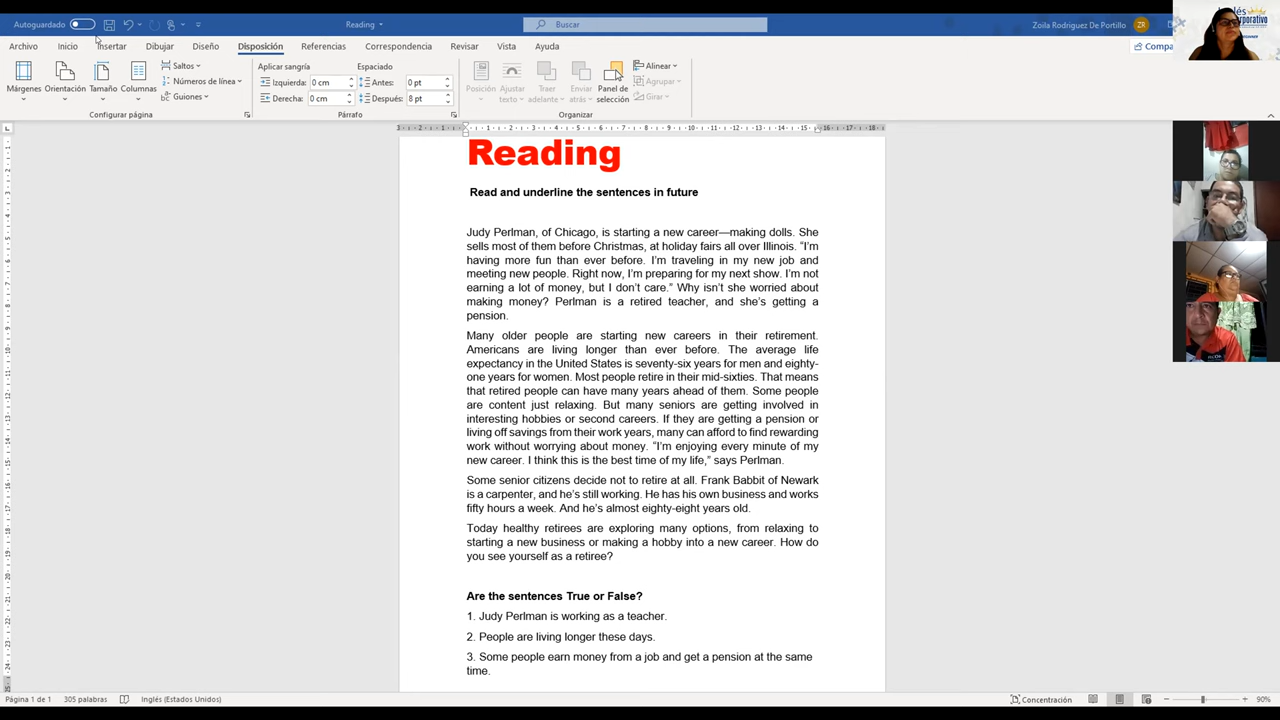 Autoguardado
Reading
Buscar
Zoila Rodriguez De Portillo
ZR
Archivo
Inicio
Insertar
Dibujar
Diseño
Disposición
Referencias
Correspondencia
Revisar
Vista
Ayuda
Compa
Márgenes
Orientación
Tamaño
Columnas
Saltos
Números de línea
Guiones
Configurar página
Aplicar sangría
Izquierda: 0 cm
Derecha: 0 cm
Espaciado
Antes: 0 pt
Después: 8 pt
Párrafo
Posición
Ajustar texto
Traer adelante
Enviar atrás
Panel de selección
Alinear
Agrupar
Girar
Organizar
Reading
Read and underline the sentences in future
Judy Perlman, of Chicago, is starting a new career—making dolls. She
sells most of them before Christmas, at holiday fairs all over Illinois. “I’m
having more fun than ever before. I’m traveling in my new job and
meeting new people. Right now, I’m preparing for my next show. I’m not
earning a lot of money, but I don’t care.” Why isn’t she worried about
making money? Perlman is a retired teacher, and she’s getting a
pension.
Many older people are starting new careers in their retirement.
Americans are living longer than ever before. The average life
expectancy in the United States is seventy-six years for men and eighty-
one years for women. Most people retire in their mid-sixties. That means
that retired people can have many years ahead of them. Some people
are content just relaxing. But many seniors are getting involved in
interesting hobbies or second careers. If they are getting a pension or
living off savings from their work years, many can afford to find rewarding
work without worrying about money. “I’m enjoying every minute of my
new career. I think this is the best time of my life,” says Perlman.
Some senior citizens decide not to retire at all. Frank Babbit of Newark
is a carpenter, and he’s still working. He has his own business and works
fifty hours a week. And he’s almost eighty-eight years old.
Today healthy retirees are exploring many options, from relaxing to
starting a new business or making a hobby into a new career. How do
you see yourself as a retiree?
Are the sentences True or False?
1. Judy Perlman is working as a teacher.
2. People are living longer these days.
3. Some people earn money from a job and get a pension at the same
time.
Página 1 de 1
305 palabras
Inglés (Estados Unidos)
Concentración
90%